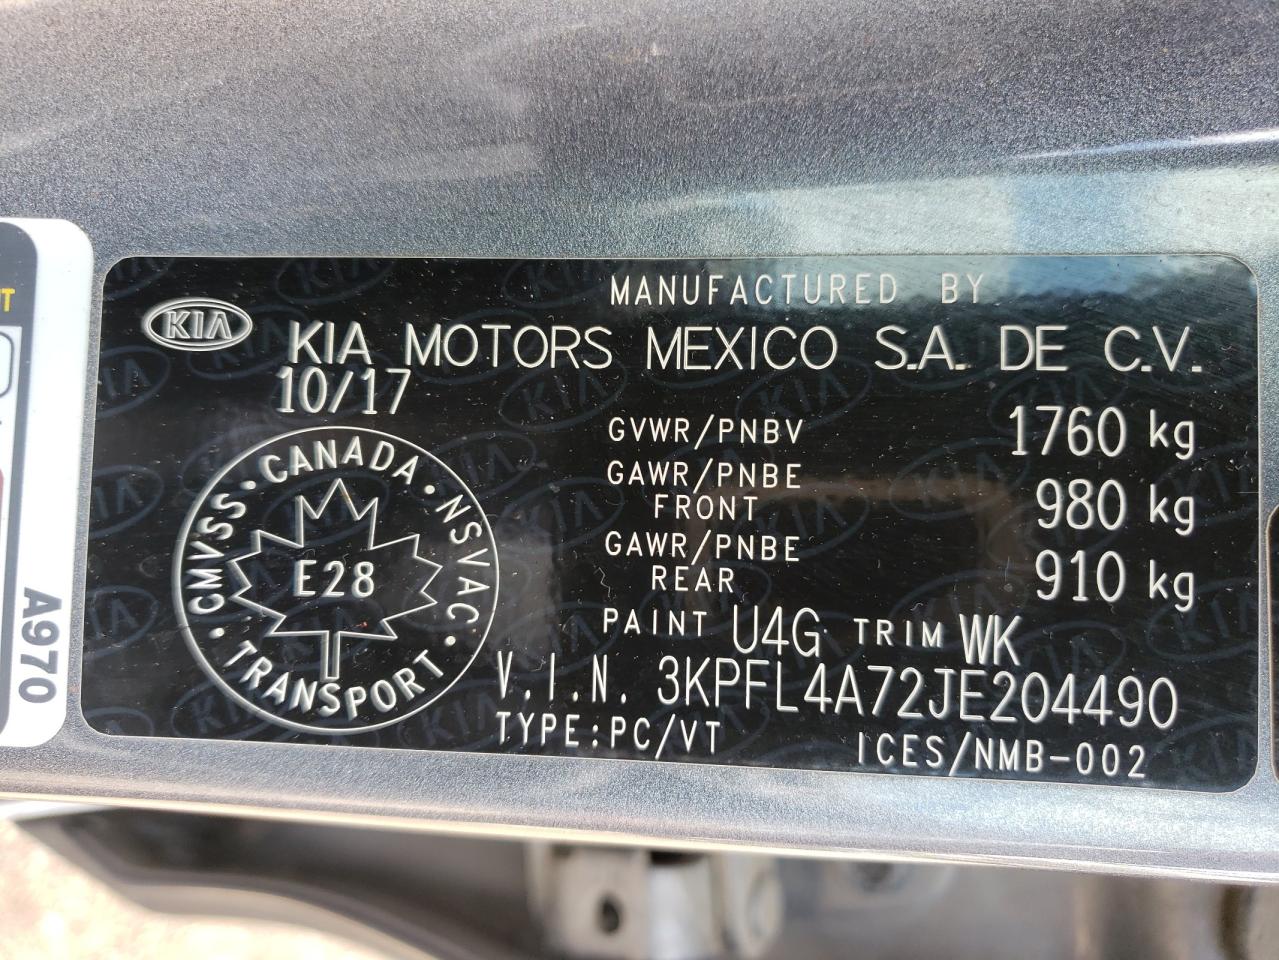 MANUFACTURED BY
KIA KIA MOTORS MEXICO S.A. DE C.V.
10/17
GVWR/PNBV 1760 kg
GAWR/PNBE FRONT 980 kg
GAWR/PNBE REAR 910 kg
PAINT U4G TRIM WK
V.I.N. 3KPFL4A72JE204490
TYPE:PC/VT ICES/NMB-002
CMVSS·CANADA·NSVAC·TRANSPORT·
E28
A970